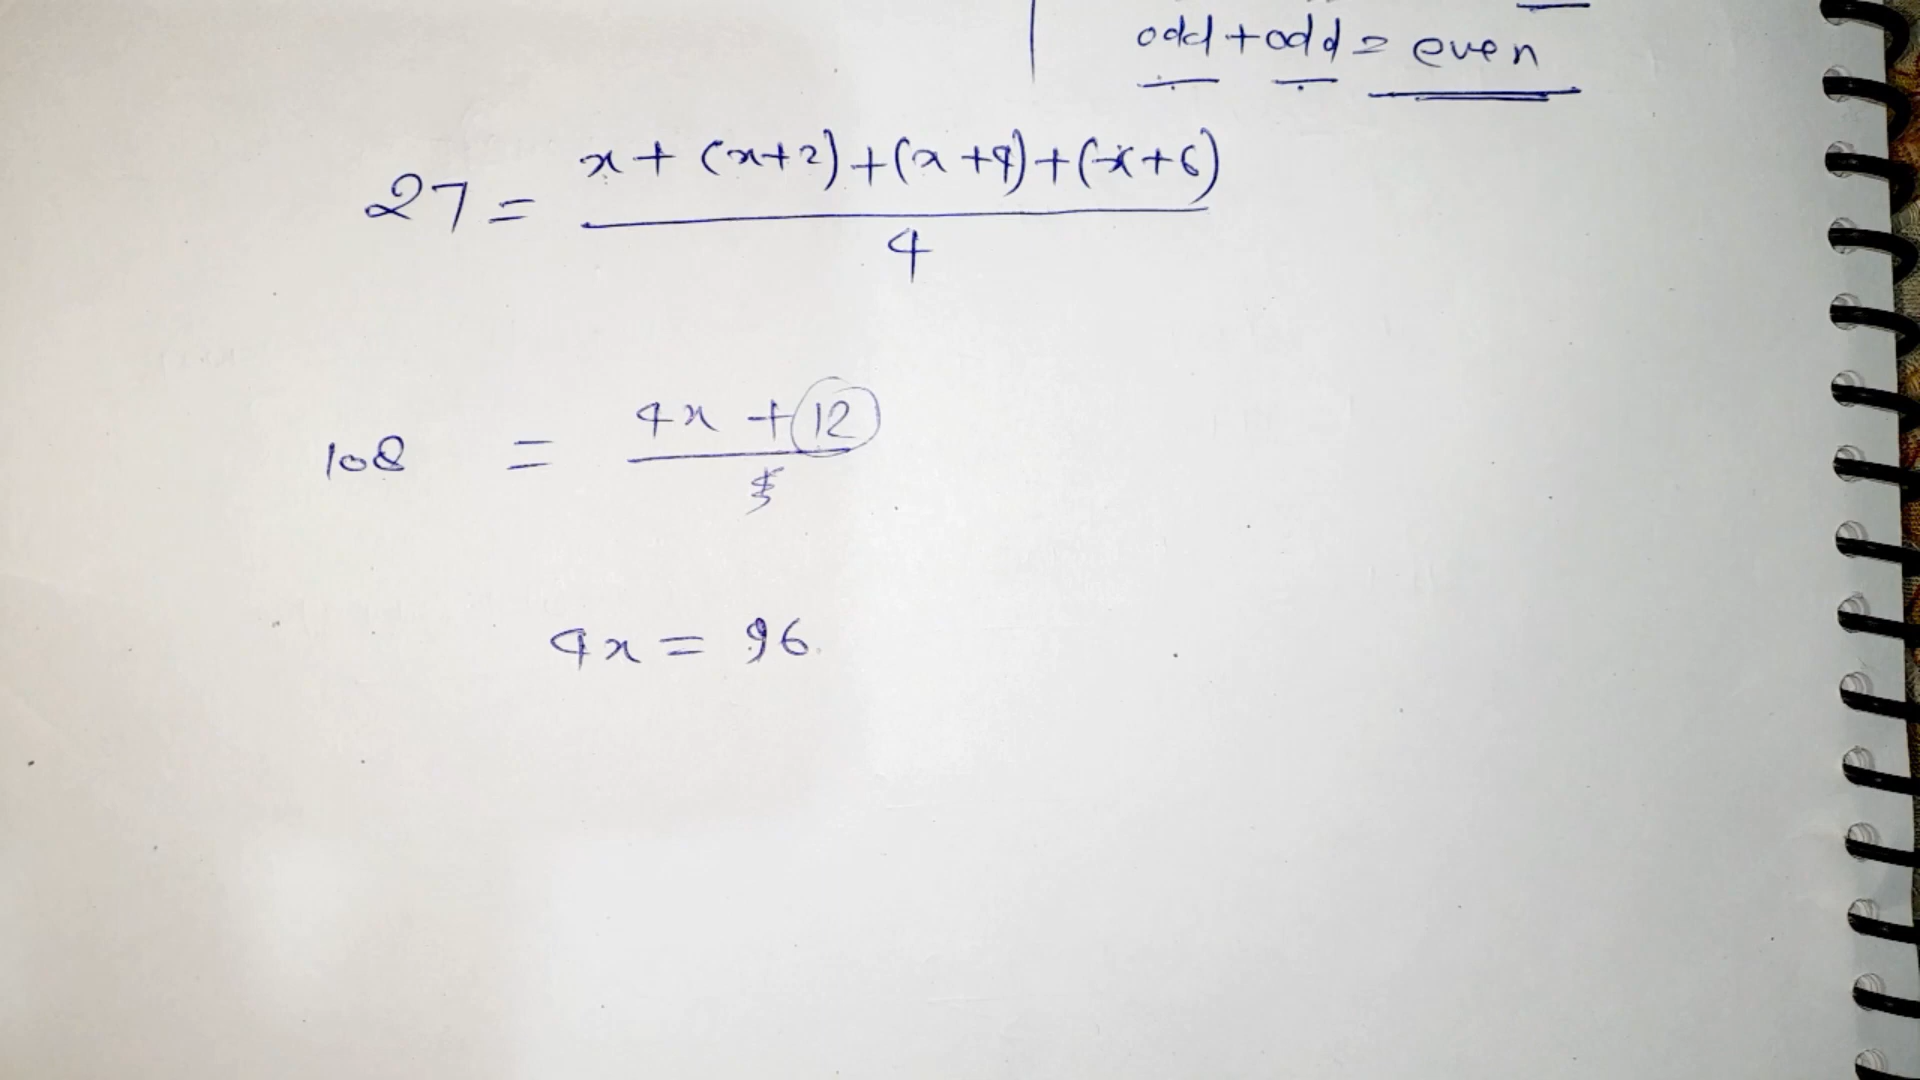 odd + odd = even
27 = x + (x+2) + (x+4) + (x+6)
4
108 = 4x + 12
4x = 96